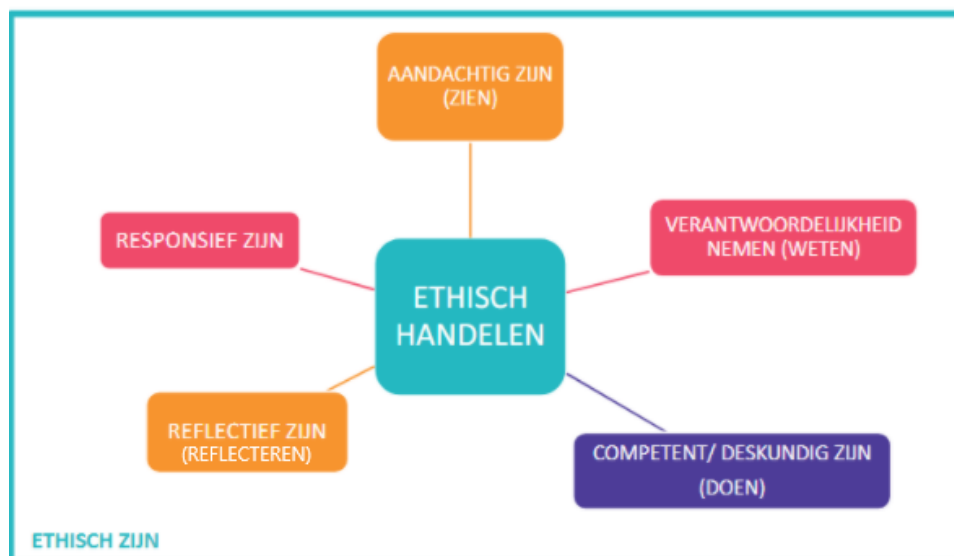 AANDACHTIG ZIJN
(ZIEN)
RESPONSIEF ZIJN
VERANTWOORDELIJKHEID
NEMEN (WETEN)
ETHISCH
HANDELEN
REFLECTIEF ZIJN
(REFLECTEREN)
COMPETENT/ DESKUNDIG ZIJN
(DOEN)
ETHISCH ZIJN